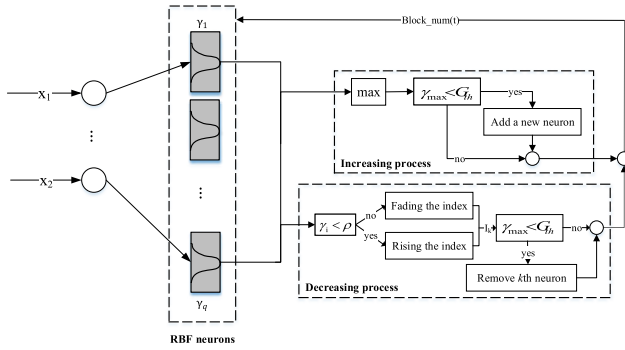 Block_num(t)
γ1
x1
max
γmax<Gth
yes
Add a new neuron
no
Increasing process
...
x2
...
γi < ρ
no
Fading the index
yes
Rising the index
Ik
γmax<Gth
no
yes
Remove kth neuron
Decreasing process
γq
RBF neurons